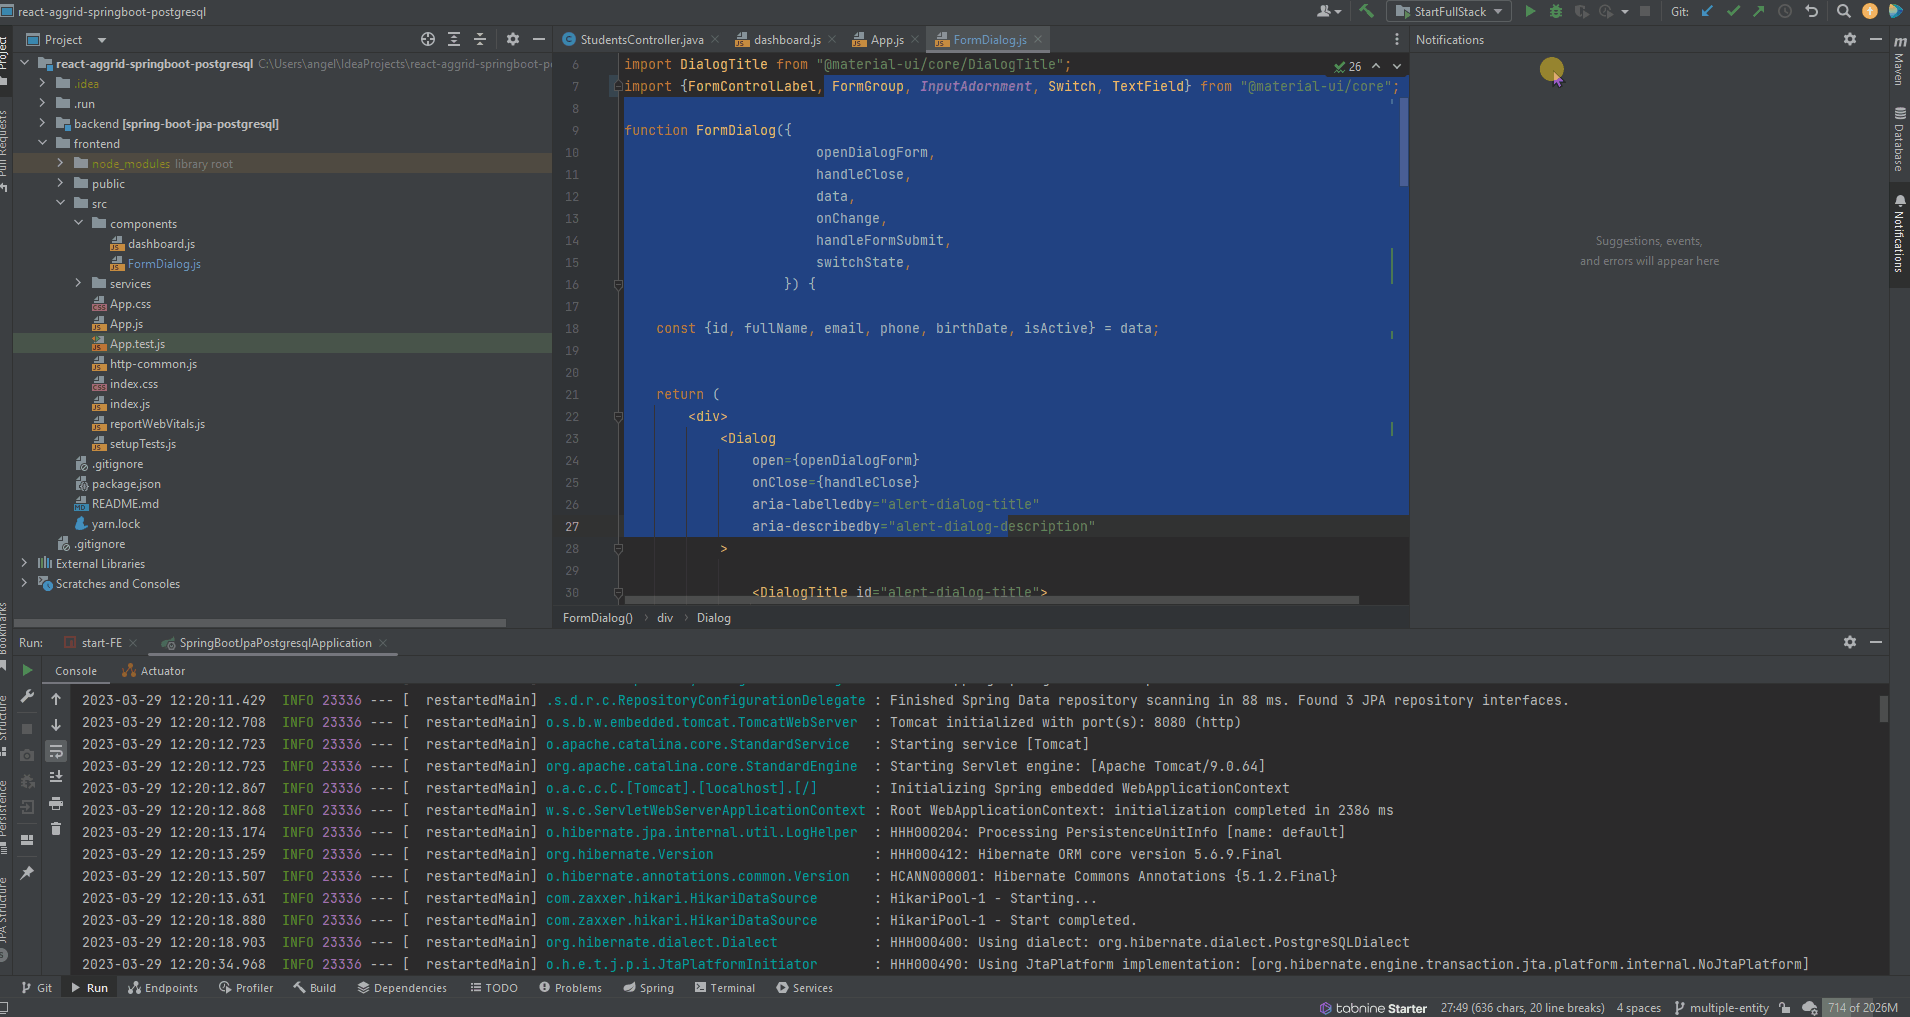 react-aggrid-springboot-postgresql
StartFullStack
Git:
Project
StudentsController.java
dashboard.js
App.js
FormDialog.js
Notifications
Project
Pull Requests
Bookmarks
Structure
Persistence
JPA Structure
react-aggrid-springboot-postgresql C:\Users\angel\IdeaProjects\react-aggrid-springboot-p
.idea
.run
backend [spring-boot-jpa-postgresql]
frontend
node_modules library root
public
src
components
dashboard.js
FormDialog.js
services
App.css
App.js
App.test.js
http-common.js
index.css
index.js
reportWebVitals.js
setupTests.js
.gitignore
package.json
README.md
yarn.lock
.gitignore
External Libraries
Scratches and Consoles
26
6 import DialogTitle from "@material-ui/core/DialogTitle";
7 import {FormControlLabel, FormGroup, InputAdornment, Switch, TextField} from "@material-ui/core";
8
9 function FormDialog({
10 openDialogForm,
11 handleClose,
12 data,
13 onChange,
14 handleFormSubmit,
15 switchState,
16 }) {
17
18 const {id, fullName, email, phone, birthDate, isActive} = data;
19
20
21 return (
22 <div>
23 <Dialog
24 open={openDialogForm}
25 onClose={handleClose}
26 aria-labelledby="alert-dialog-title"
27 aria-describedby="alert-dialog-description"
28 >
29
30 <DialogTitle id="alert-dialog-title">
FormDialog() › div › Dialog
Suggestions, events,
and errors will appear here
Maven
Database
Notifications
Run: start-FE SpringBootJpaPostgresqlApplication
Console Actuator
2023-03-29 12:20:11.429 INFO 23336 --- [ restartedMain] .s.d.r.c.RepositoryConfigurationDelegate : Finished Spring Data repository scanning in 88 ms. Found 3 JPA repository interfaces.
2023-03-29 12:20:12.708 INFO 23336 --- [ restartedMain] o.s.b.w.embedded.tomcat.TomcatWebServer : Tomcat initialized with port(s): 8080 (http)
2023-03-29 12:20:12.723 INFO 23336 --- [ restartedMain] o.apache.catalina.core.StandardService : Starting service [Tomcat]
2023-03-29 12:20:12.723 INFO 23336 --- [ restartedMain] org.apache.catalina.core.StandardEngine : Starting Servlet engine: [Apache Tomcat/9.0.64]
2023-03-29 12:20:12.867 INFO 23336 --- [ restartedMain] o.a.c.c.C.[Tomcat].[localhost].[/] : Initializing Spring embedded WebApplicationContext
2023-03-29 12:20:12.868 INFO 23336 --- [ restartedMain] w.s.c.ServletWebServerApplicationContext : Root WebApplicationContext: initialization completed in 2386 ms
2023-03-29 12:20:13.174 INFO 23336 --- [ restartedMain] o.hibernate.jpa.internal.util.LogHelper : HHH000204: Processing PersistenceUnitInfo [name: default]
2023-03-29 12:20:13.259 INFO 23336 --- [ restartedMain] org.hibernate.Version : HHH000412: Hibernate ORM core version 5.6.9.Final
2023-03-29 12:20:13.507 INFO 23336 --- [ restartedMain] o.hibernate.annotations.common.Version : HCANN000001: Hibernate Commons Annotations {5.1.2.Final}
2023-03-29 12:20:13.631 INFO 23336 --- [ restartedMain] com.zaxxer.hikari.HikariDataSource : HikariPool-1 - Starting...
2023-03-29 12:20:18.880 INFO 23336 --- [ restartedMain] com.zaxxer.hikari.HikariDataSource : HikariPool-1 - Start completed.
2023-03-29 12:20:18.903 INFO 23336 --- [ restartedMain] org.hibernate.dialect.Dialect : HHH000400: Using dialect: org.hibernate.dialect.PostgreSQLDialect
2023-03-29 12:20:34.968 INFO 23336 --- [ restartedMain] o.h.e.t.j.p.i.JtaPlatformInitiator : HHH000490: Using JtaPlatform implementation: [org.hibernate.engine.transaction.jta.platform.internal.NoJtaPlatform]
Git Run Endpoints Profiler Build Dependencies TODO Problems Spring Terminal Services
tabnine Starter 27:49 (636 chars, 20 line breaks) 4 spaces multiple-entity 714 of 2026M